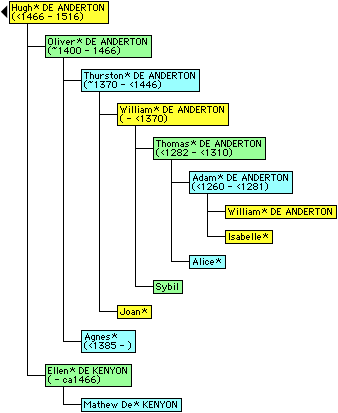 Hugh* DE ANDERTON
(<1466 - 1516)
Oliver* DE ANDERTON
(~1400 - 1466)
Thurston* DE ANDERTON
(~1370 - <1446)
William* DE ANDERTON
( - <1370)
Thomas* DE ANDERTON
(<1282 - <1310)
Adam* DE ANDERTON
(<1260 - <1281)
William* DE ANDERTON
Isabelle*
Alice*
Sybil
Joan*
Agnes*
(<1385 - )
Ellen* DE KENYON
( - ca1466)
Mathew De* KENYON